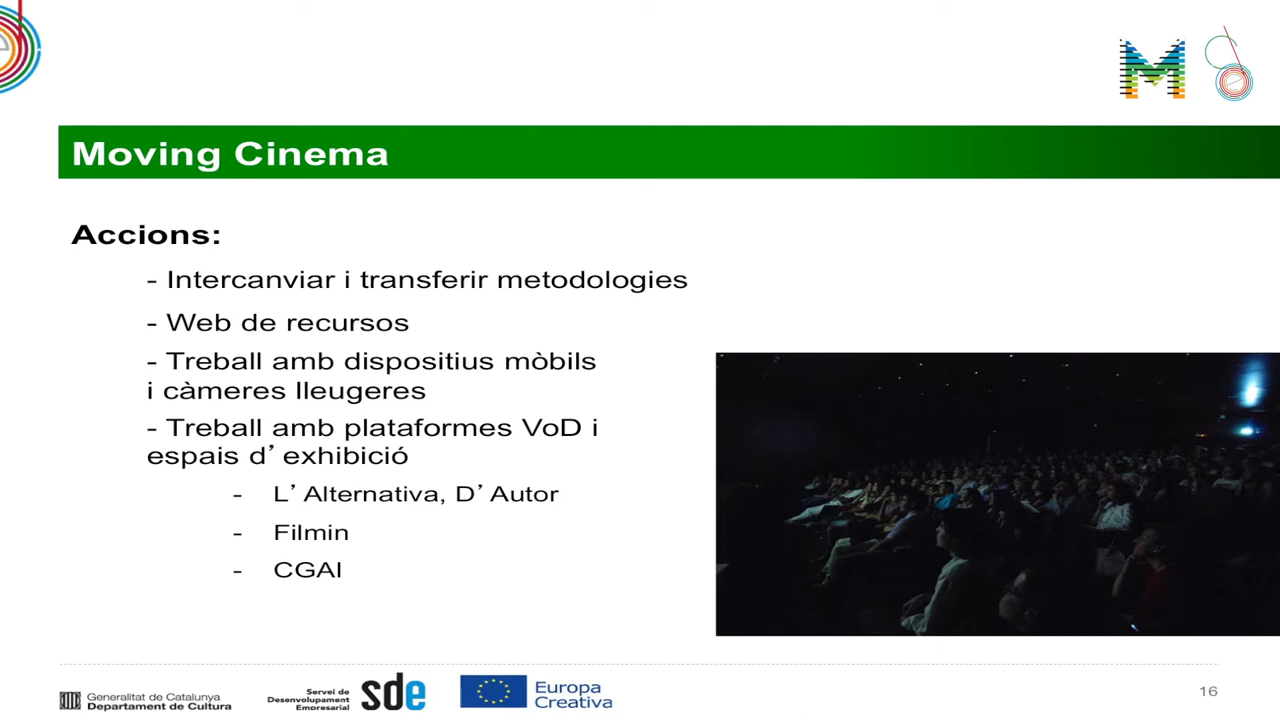 Moving Cinema
Accions:
- Intercanviar i transferir metodologies
- Web de recursos
- Treball amb dispositius mòbils
i càmeres lleugeres
- Treball amb plataformes VoD i
espais d’exhibició
- L’Alternativa, D’Autor
- Filmin
- CGAI
Generalitat de Catalunya
Departament de Cultura
Servei de
Desenvolupament
Empresarial
sde
Europa
Creativa
16